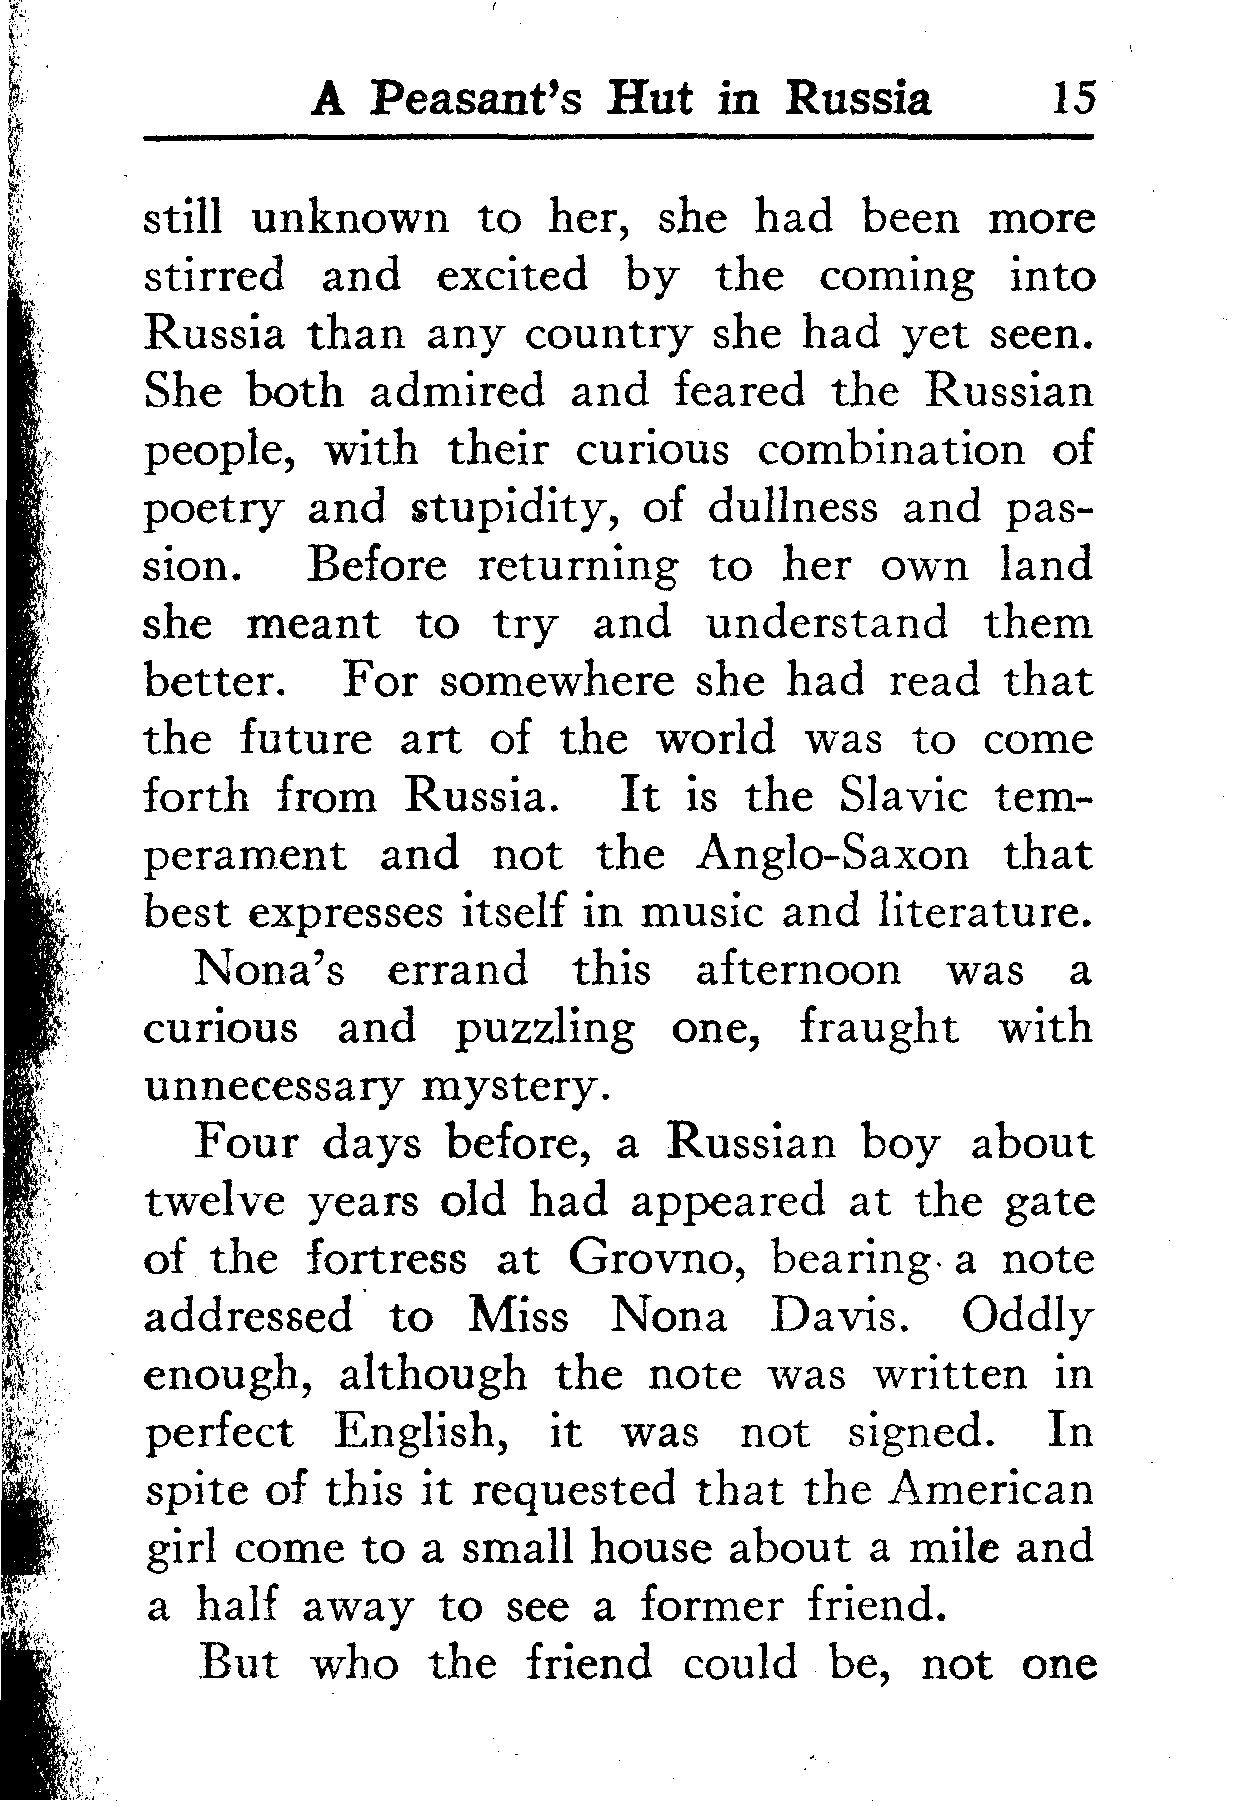 A Peasant's Hut in Russia 15
still unknown to her, she had been more
stirred and excited by the coming into
Russia than any country she had yet seen.
She both admired and feared the Russian
people, with their curious combination of
poetry and stupidity, of dullness and pas-
sion. Before returning to her own land
she meant to try and understand them
better. For somewhere she had read that
the future art of the world was to come
forth from Russia. It is the Slavic tem-
perament and not the Anglo-Saxon that
best expresses itself in music and literature.
Nona's errand this afternoon was a
curious and puzzling one, fraught with
unnecessary mystery.
Four days before, a Russian boy about
twelve years old had appeared at the gate
of the fortress at Grovno, bearing a note
addressed to Miss Nona Davis. Oddly
enough, although the note was written in
perfect English, it was not signed. In
spite of this it requested that the American
girl come to a small house about a mile and
a half away to see a former friend.
But who the friend could be, not one